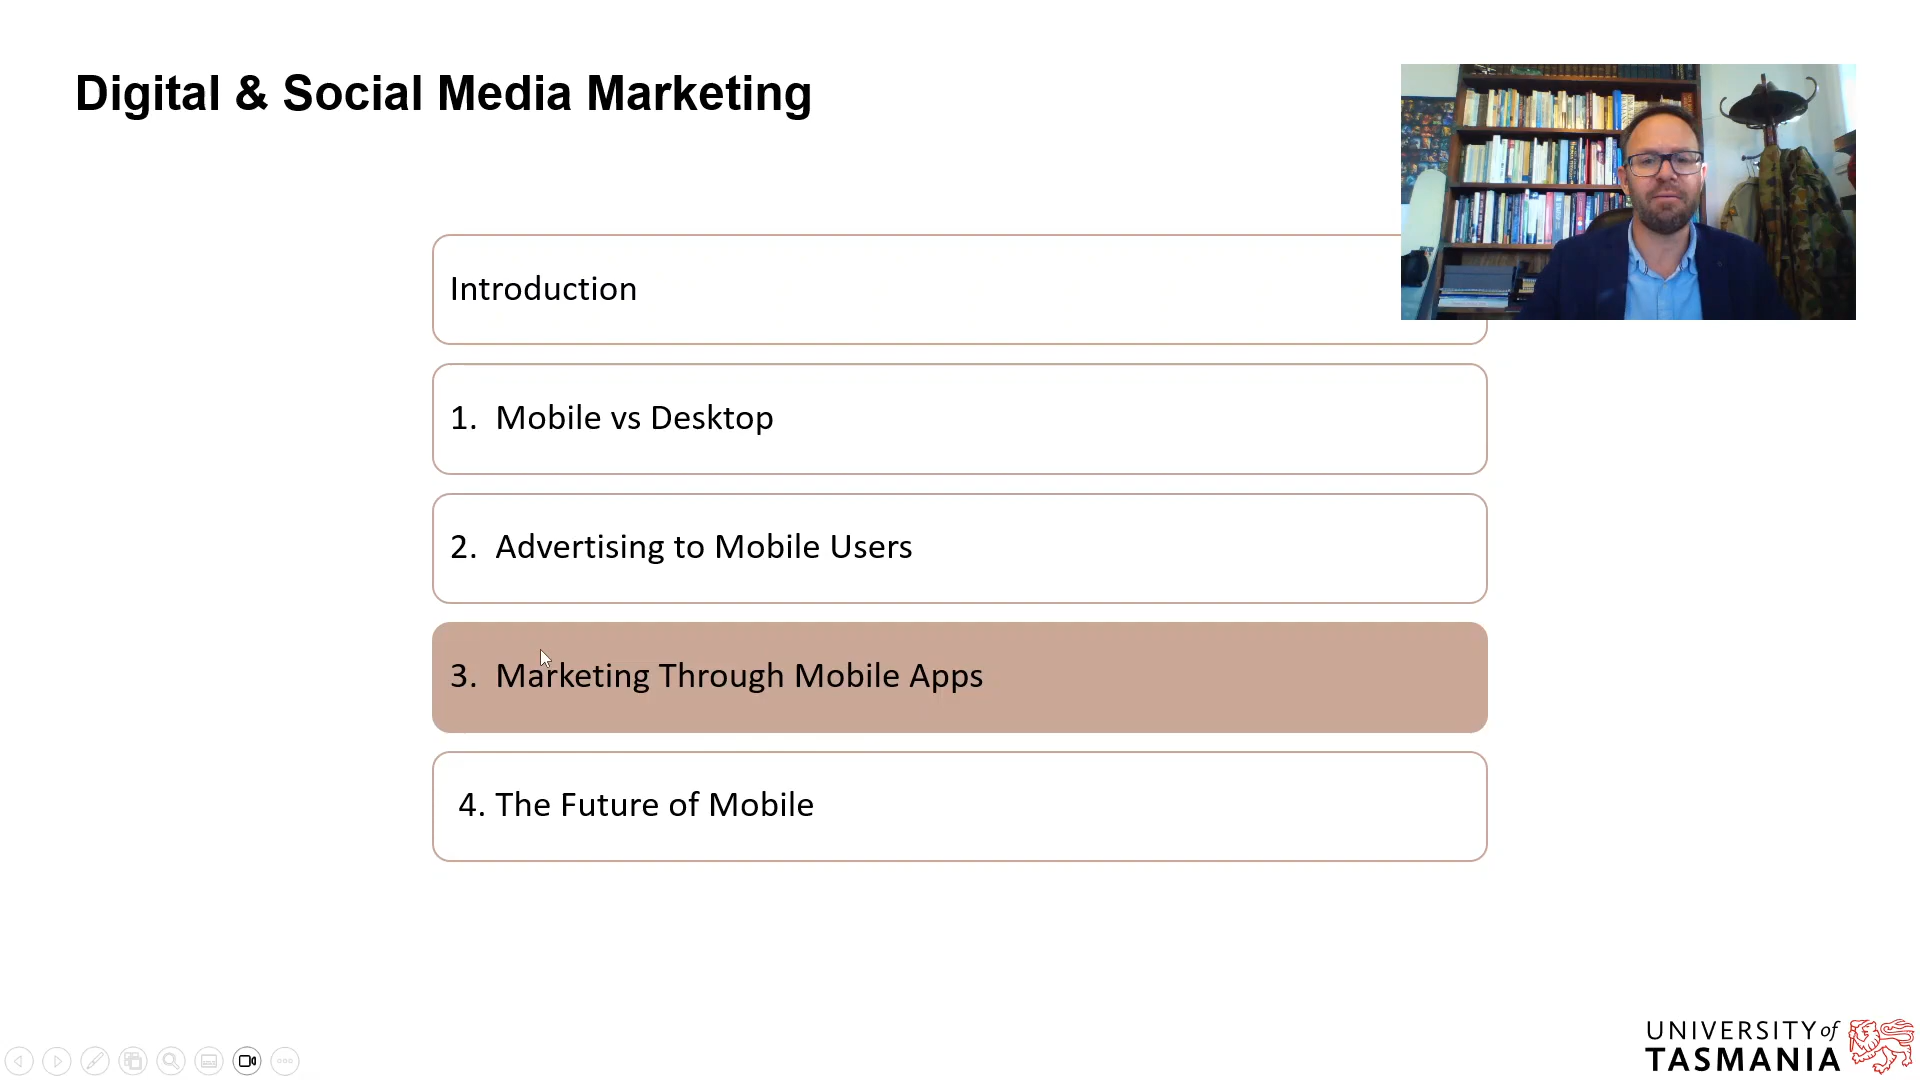 Digital & Social Media Marketing
Introduction
1. Mobile vs Desktop
2. Advertising to Mobile Users
3. Marketing Through Mobile Apps
4. The Future of Mobile
UNIVERSITY of
TASMANIA